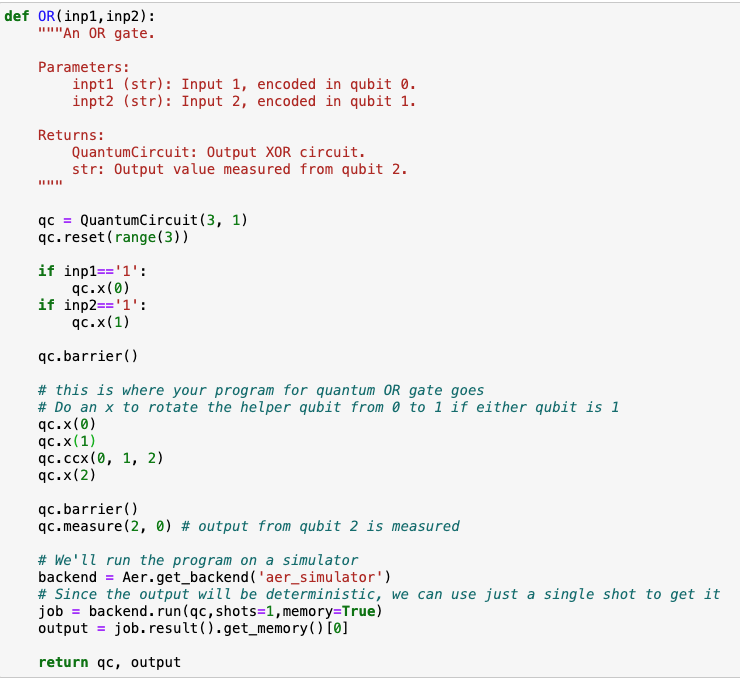 def OR(inp1,inp2):
    """An OR gate.

    Parameters:
        inpt1 (str): Input 1, encoded in qubit 0.
        inpt2 (str): Input 2, encoded in qubit 1.

    Returns:
        QuantumCircuit: Output XOR circuit.
        str: Output value measured from qubit 2.
    """

    qc = QuantumCircuit(3, 1)
    qc.reset(range(3))

    if inp1=='1':
        qc.x(0)
    if inp2=='1':
        qc.x(1)

    qc.barrier()

    # this is where your program for quantum OR gate goes
    # Do an x to rotate the helper qubit from 0 to 1 if either qubit is 1
    qc.x(0)
    qc.x(1)
    qc.ccx(0, 1, 2)
    qc.x(2)

    qc.barrier()
    qc.measure(2, 0) # output from qubit 2 is measured

    # We'll run the program on a simulator
    backend = Aer.get_backend('aer_simulator')
    # Since the output will be deterministic, we can use just a single shot to get it
    job = backend.run(qc,shots=1,memory=True)
    output = job.result().get_memory()[0]

    return qc, output